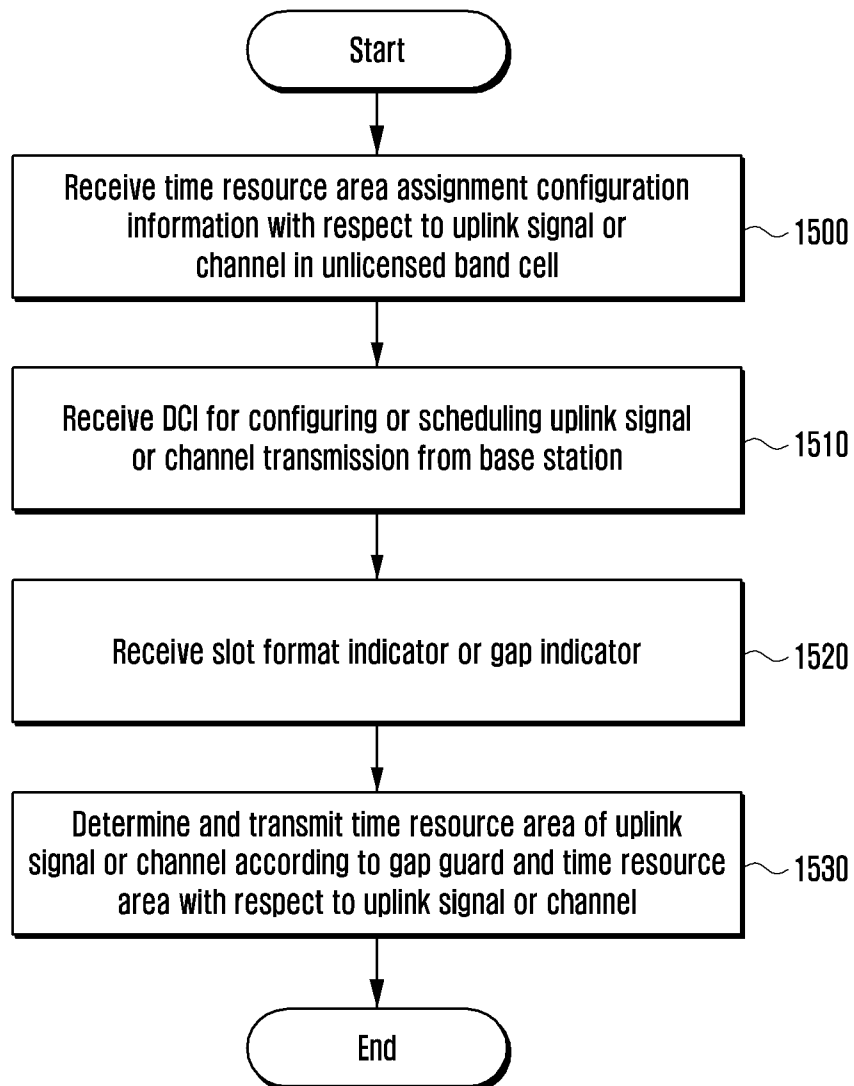 Start
Receive time resource area assignment configuration
information with respect to uplink signal or
channel in unlicensed band cell
1500
Receive DCI for configuring or scheduling uplink signal
or channel transmission from base station
1510
Receive slot format indicator or gap indicator
1520
Determine and transmit time resource area of uplink
signal or channel according to gap guard and time resource
area with respect to uplink signal or channel
1530
End